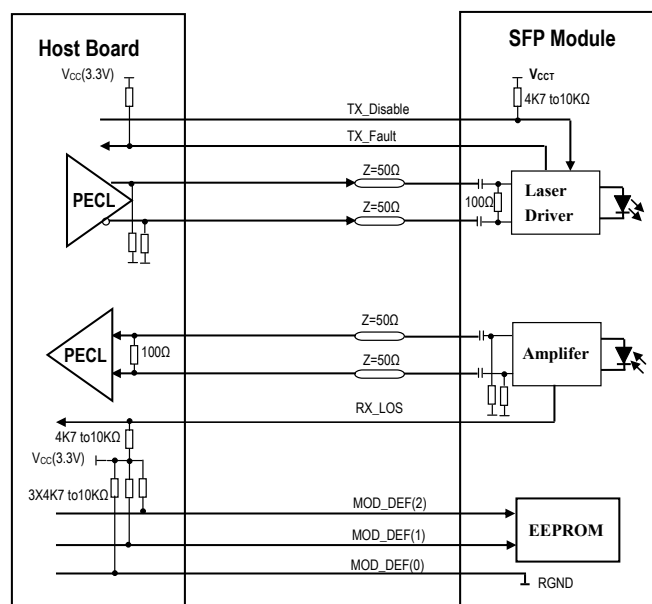 Host Board
SFP Module
VCC(3.3V)
VCCT
4K7 to10KΩ
TX_Disable
TX_Fault
PECL
Z=50Ω
Z=50Ω
100Ω
Laser
Driver
Z=50Ω
Z=50Ω
PECL
100Ω
Amplifer
RX_LOS
4K7 to10KΩ
VCC(3.3V)
3X4K7 to10KΩ
MOD_DEF(2)
MOD_DEF(1)
MOD_DEF(0)
EEPROM
RGND